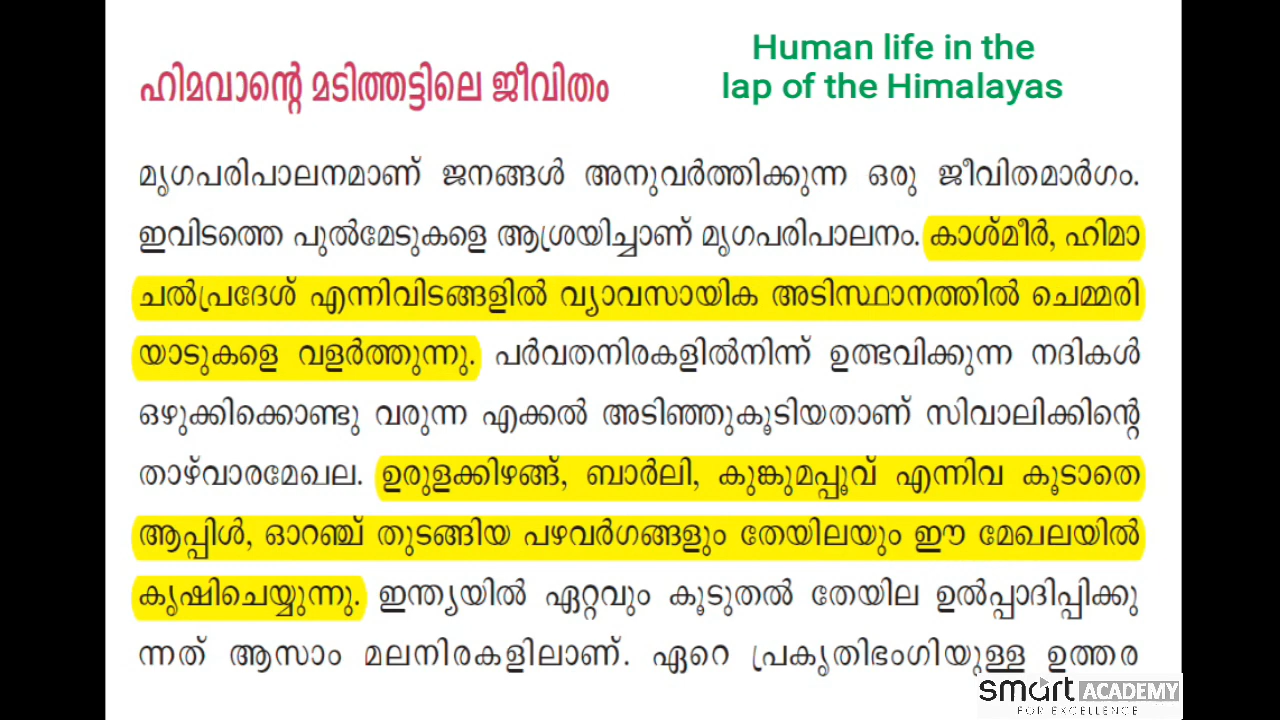 Human life in the
lap of the Himalayas
ഹിമവാന്റെ മടിത്തട്ടിലെ ജീവിതം
മൃഗപരിപാലനമാണ് ജനങ്ങൾ അനുവർത്തിക്കുന്ന ഒരു ജീവിതമാർഗം.
ഇവിടത്തെ പുൽമേടുകളെ ആശ്രയിച്ചാണ് മൃഗപരിപാലനം. കാശ്മീർ, ഹിമാ
ചൽപ്രദേശ് എന്നിവിടങ്ങളിൽ വ്യാവസായിക അടിസ്ഥാനത്തിൽ ചെമ്മരി
യാടുകളെ വളർത്തുന്നു. പർവതനിരകളിൽനിന്ന് ഉത്ഭവിക്കുന്ന നദികൾ
ഒഴുക്കിക്കൊണ്ടു വരുന്ന എക്കൽ അടിഞ്ഞുകൂടിയതാണ് സിവാലിക്കിന്റെ
താഴ്‌വാരമേഖല. ഉരുളക്കിഴങ്ങ്, ബാർലി, കുങ്കുമപ്പൂവ് എന്നിവ കൂടാതെ
ആപ്പിൾ, ഓറഞ്ച് തുടങ്ങിയ പഴവർഗങ്ങളും തേയിലയും ഈ മേഖലയിൽ
കൃഷിചെയ്യുന്നു. ഇന്ത്യയിൽ ഏറ്റവും കൂടുതൽ തേയില ഉൽപ്പാദിപ്പിക്കു
ന്നത് ആസാം മലനിരകളിലാണ്. ഏറെ പ്രകൃതിഭംഗിയുള്ള ഉത്തര
smart ACADEMY
FOR EXCELLENCE